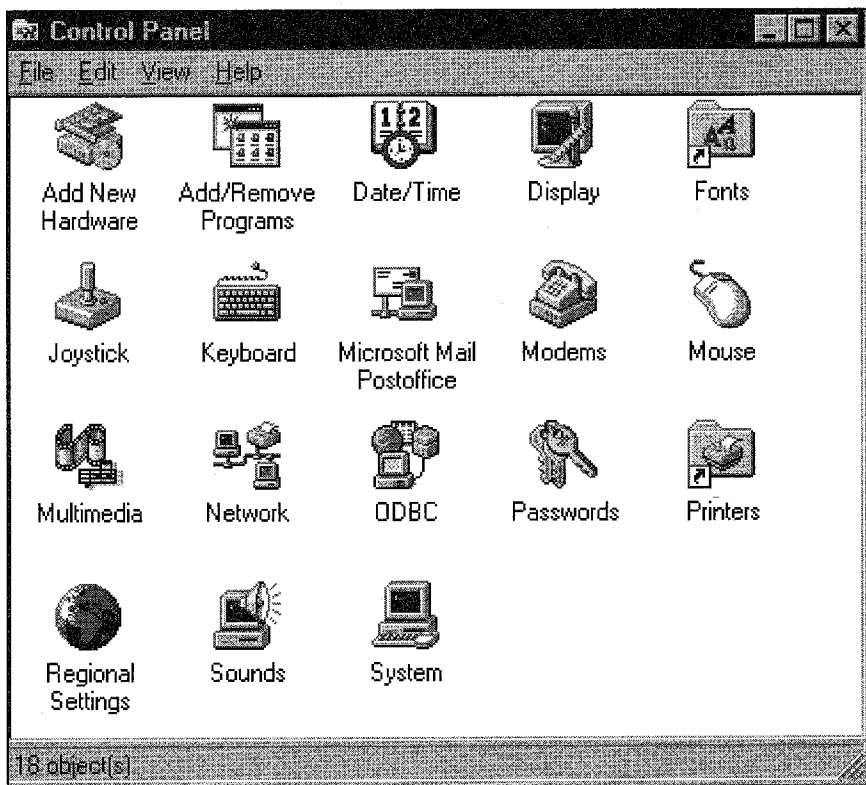 Control Panel
File Edit View Help
Add New Hardware
Add/Remove Programs
Date/Time
12
Display
Fonts
Joystick
Keyboard
Microsoft Mail Postoffice
Modems
Mouse
Multimedia
Network
ODBC
Passwords
Printers
Regional Settings
Sounds
System
18 object(s)